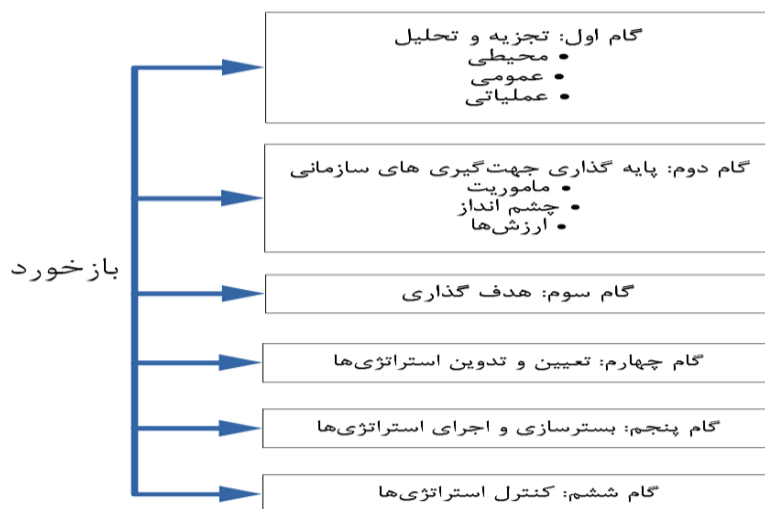 گام اول: تجزیه و تحلیل
• محیطی
• عمومی
• عملیاتی
گام دوم: پایه گذاری جهت‌گیری های سازمانی
• ماموریت
• چشم انداز
• ارزش‌ها
بازخورد
گام سوم: هدف گذاری
گام چهارم: تعیین و تدوین استراتژی‌ها
گام پنجم: بسترسازی و اجرای استراتژی‌ها
گام ششم: کنترل استراتژی‌ها